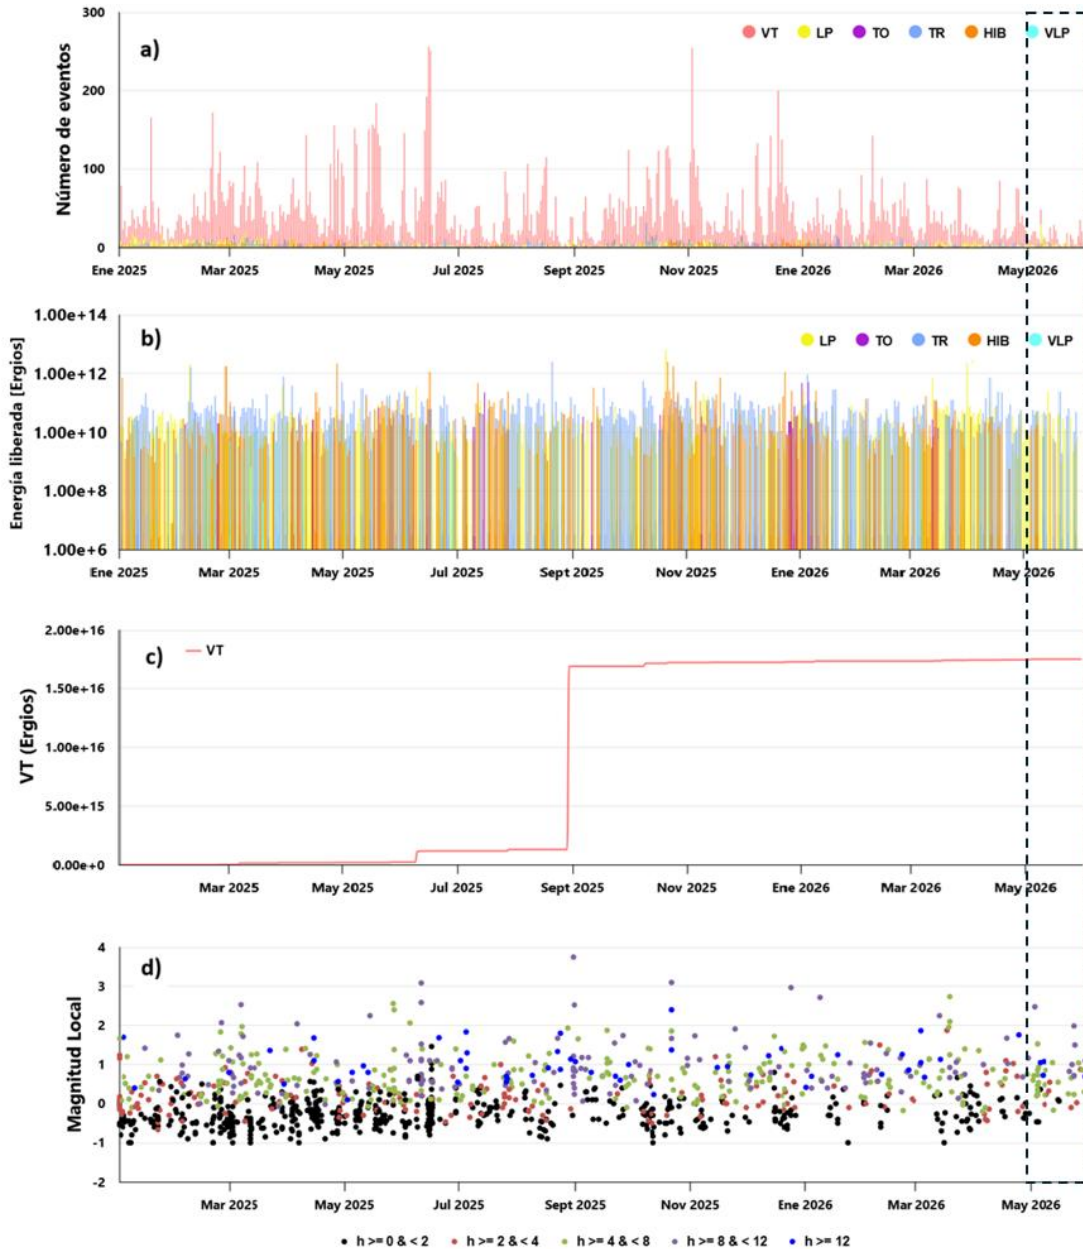 a)
Número de eventos
300
200
100
0
VT LP TO TR HIB VLP
Ene 2025 Mar 2025 May 2025 Jul 2025 Sept 2025 Nov 2025 Ene 2026 Mar 2026 May 2026
b)
Energía liberada [Ergios]
1.00e+14
1.00e+12
1.00e+10
1.00e+8
1.00e+6
LP TO TR HIB VLP
Ene 2025 Mar 2025 May 2025 Jul 2025 Sept 2025 Nov 2025 Ene 2026 Mar 2026 May 2026
c)
VT
VT (Ergios)
2.00e+16
1.50e+16
1.00e+16
5.00e+15
0.00e+0
Mar 2025 May 2025 Jul 2025 Sept 2025 Nov 2025 Ene 2026 Mar 2026 May 2026
d)
Magnitud Local
4
3
2
1
0
-1
-2
Mar 2025 May 2025 Jul 2025 Sept 2025 Nov 2025 Ene 2026 Mar 2026 May 2026
h >= 0 & < 2 h >= 2 & < 4 h >= 4 & < 8 h >= 8 & < 12 h >= 12